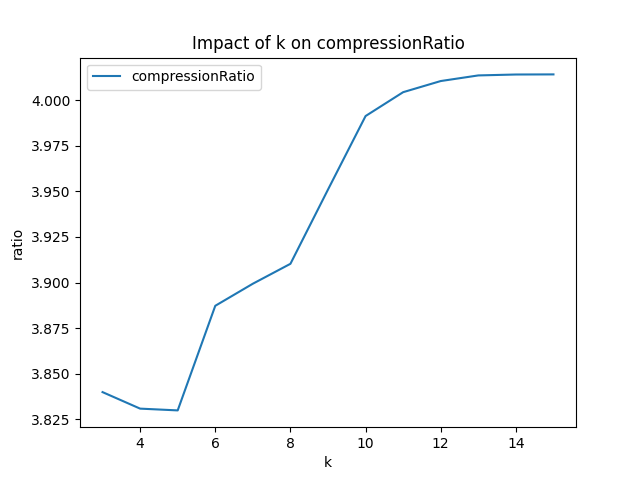 Impact of k on compressionRatio
compressionRatio
4.000
3.975
3.950
3.925
3.900
3.875
3.850
3.825
ratio
4 6 8 10 12 14
k